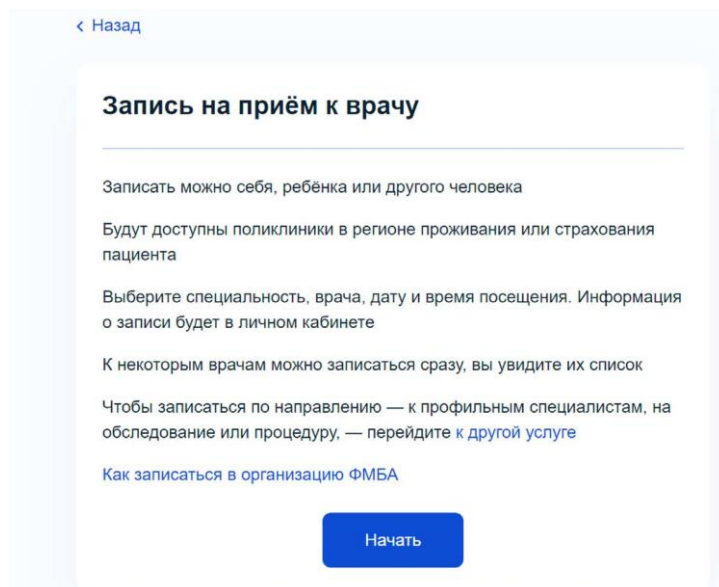 Назад
Запись на приём к врачу
Записать можно себя, ребёнка или другого человека
Будут доступны поликлиники в регионе проживания или страхования
пациента
Выберите специальность, врача, дату и время посещения. Информация
о записи будет в личном кабинете
К некоторым врачам можно записаться сразу, вы увидите их список
Чтобы записаться по направлению — к профильным специалистам, на
обследование или процедуру, — перейдите к другой услуге
Как записаться в организацию ФМБА
Начать